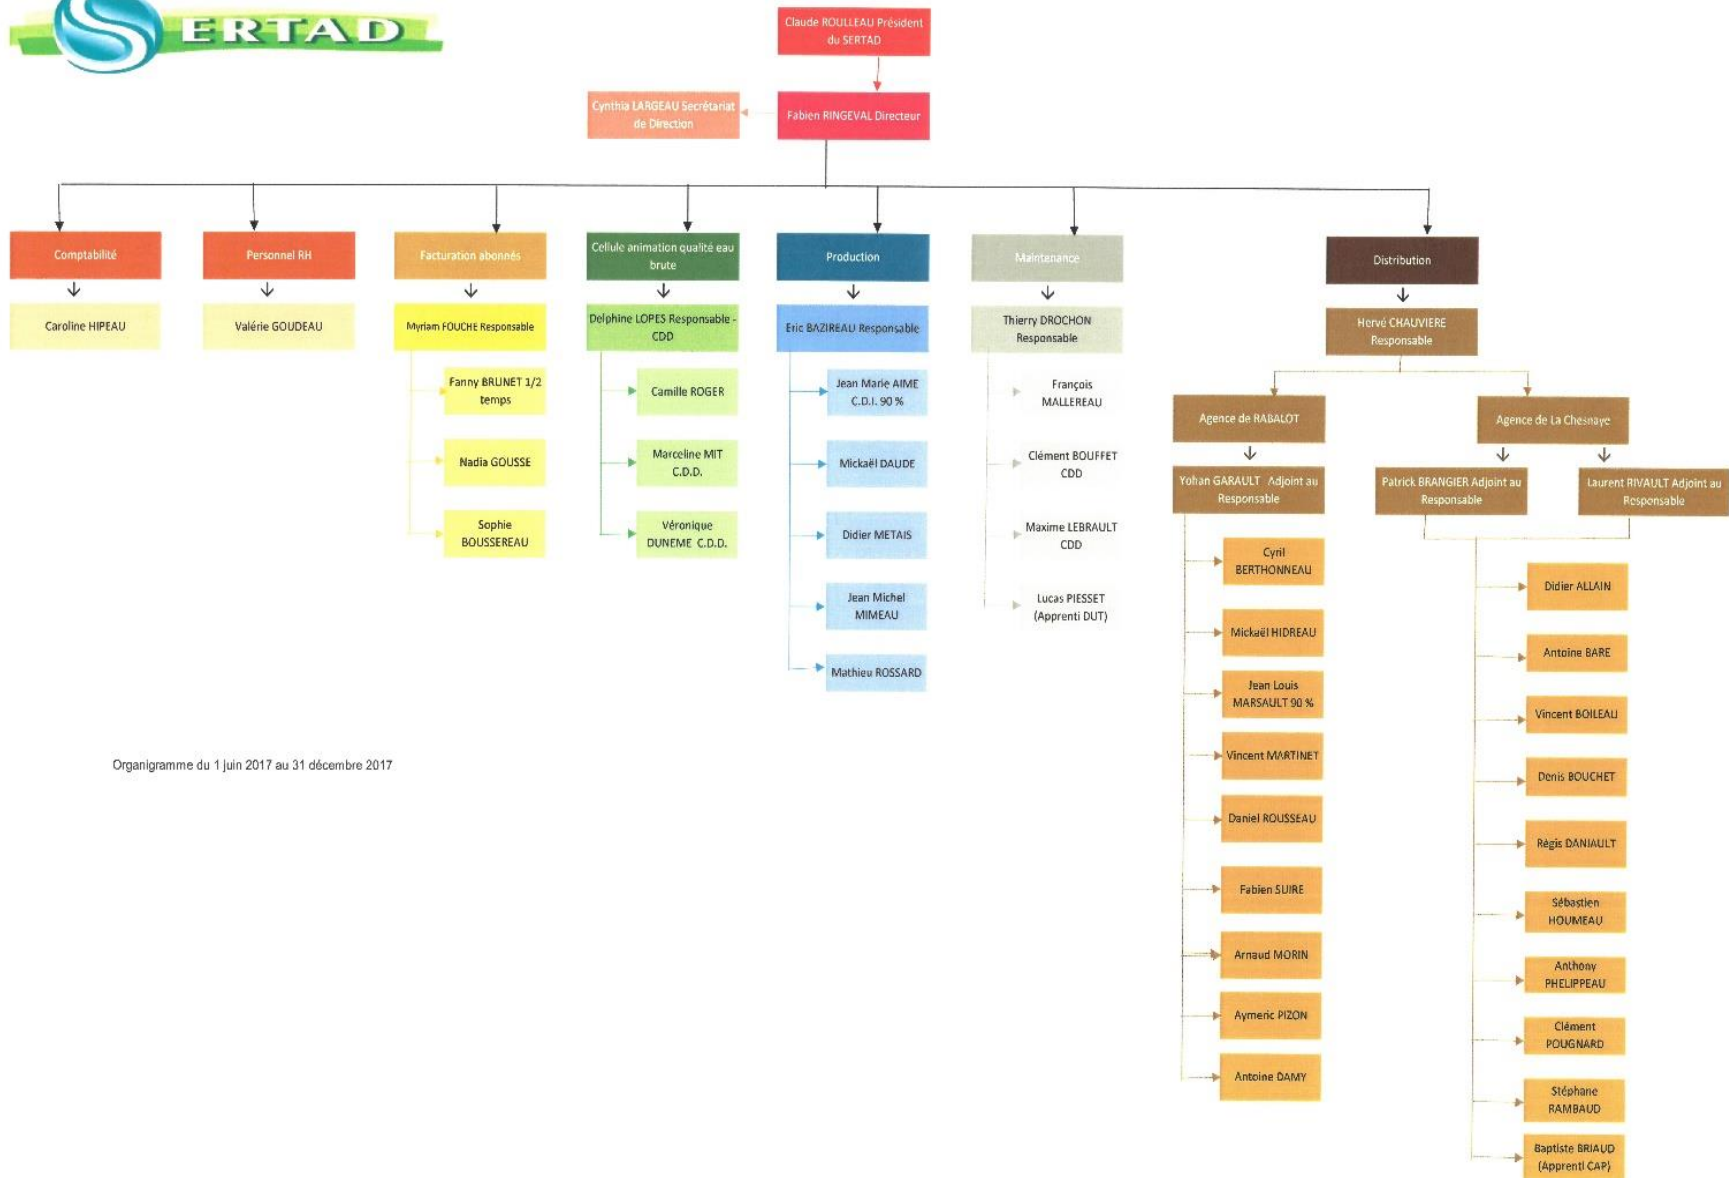 SERTAD
Claude ROULLEAU Président
du SERTAD
Cynthia LARGEAU Secrétariat
de Direction
Fabien RINGEVAL Directeur
Comptabilité
Personnel RH
Facturation abonnés
Cellule animation qualité eau
brute
Production
Maintenance
Distribution
Caroline HIPEAU
Valérie GOUDEAU
Myriam FOUCHE Responsable
Delphine LOPES Responsable -
CDD
Eric BAZIREAU Responsable
Thierry DROCHON
Responsable
Hervé CHAUVIERE
Responsable
Fanny BRUNET 1/2
temps
Nadia GOUSSE
Sophie
BOUSSEREAU
Camille ROGER
Marceline MIT
C.D.D.
Véronique
DUNEME C.D.D.
Jean Marie AIME
C.D.I. 90 %
Mickaël DAUDE
Didier METAIS
Jean Michel
MIMEAU
Mathieu ROSSARD
François
MALLEREAU
Clément BOUFFET
CDD
Maxime LEBRAULT
CDD
Lucas PIESSET
(Apprenti DUT)
Agence de RABALOT
Agence de La Chesnaye
Yohan GARAULT Adjoint au
Responsable
Patrick BRANGIER Adjoint au
Responsable
Laurent RIVAULT Adjoint au
Responsable
Cyril
BERTHONNEAU
Mickaël HIDREAU
Jean Louis
MARSAULT 90 %
Vincent MARTINET
Daniel ROUSSEAU
Fabien SUIRE
Arnaud MORIN
Aymeric PIZON
Antoine DAMY
Didier ALLAIN
Antoine BARE
Vincent BOILEAU
Denis BOUCHET
Régis DANIAULT
Sébastien
HOUMEAU
Anthony
PHELIPPEAU
Clément
POUGNARD
Stéphane
RAMBAUD
Baptiste BRIAUD
(Apprenti CAP)
Organigramme du 1 juin 2017 au 31 décembre 2017